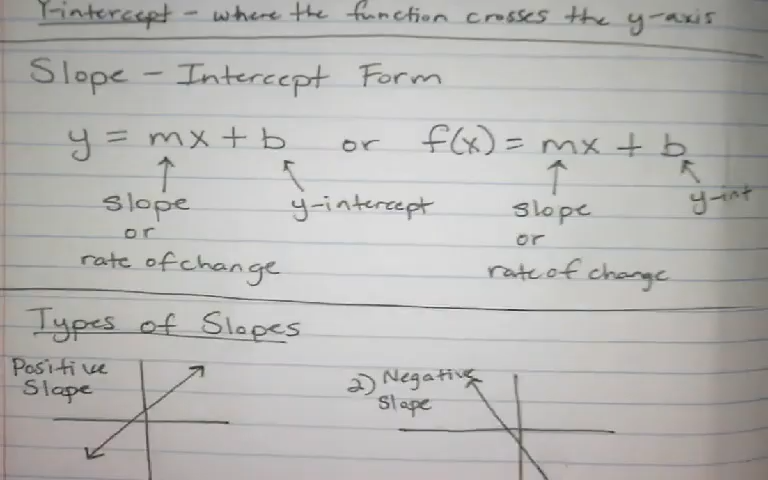 Y-intercept - where the function crosses the y-axis
Slope - Intercept Form
y = mx + b or f(x) = mx + b
slope y-intercept slope y-int
or or
rate of change rate of change
Types of Slopes
Positive
Slope
2) Negative
Slope